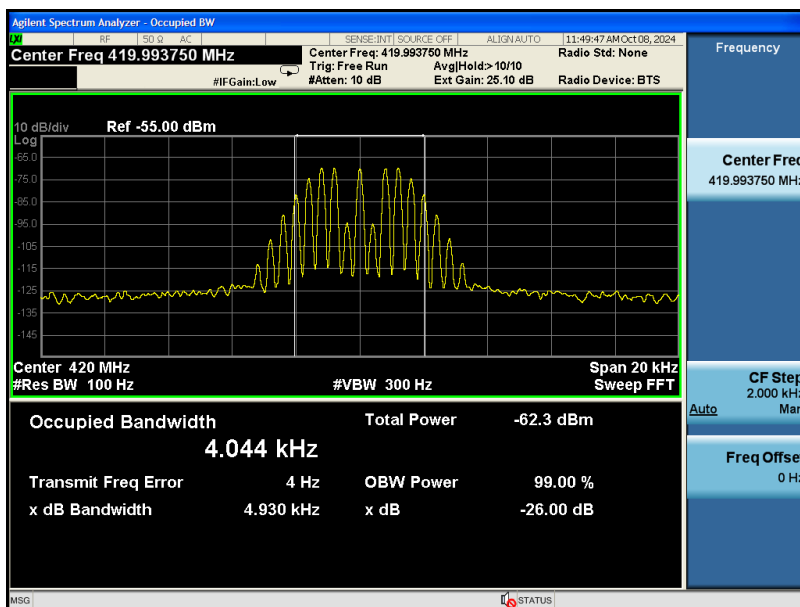 Agilent Spectrum Analyzer - Occupied BW
LXI RF 50 Ω AC SENSE:INT SOURCE OFF ALIGN AUTO 11:49:47 AM Oct 08, 2024
Center Freq 419.993750 MHz
Center Freq: 419.993750 MHz Radio Std: None
Trig: Free Run Avg|Hold:>10/10
#IFGain:Low #Atten: 10 dB Ext Gain: 25.10 dB Radio Device: BTS
10 dB/div Ref -55.00 dBm
Log
-65.0
-75.0
-85.0
-95.0
-105
-115
-125
-135
-145
Center 420 MHz Span 20 kHz
#Res BW 100 Hz #VBW 300 Hz Sweep FFT
Occupied Bandwidth Total Power -62.3 dBm
4.044 kHz
Transmit Freq Error 4 Hz OBW Power 99.00 %
x dB Bandwidth 4.930 kHz x dB -26.00 dB
Frequency
Center Freq
419.993750 MHz
CF Step
2.000 kHz
Auto Man
Freq Offset
0 Hz
MSG STATUS